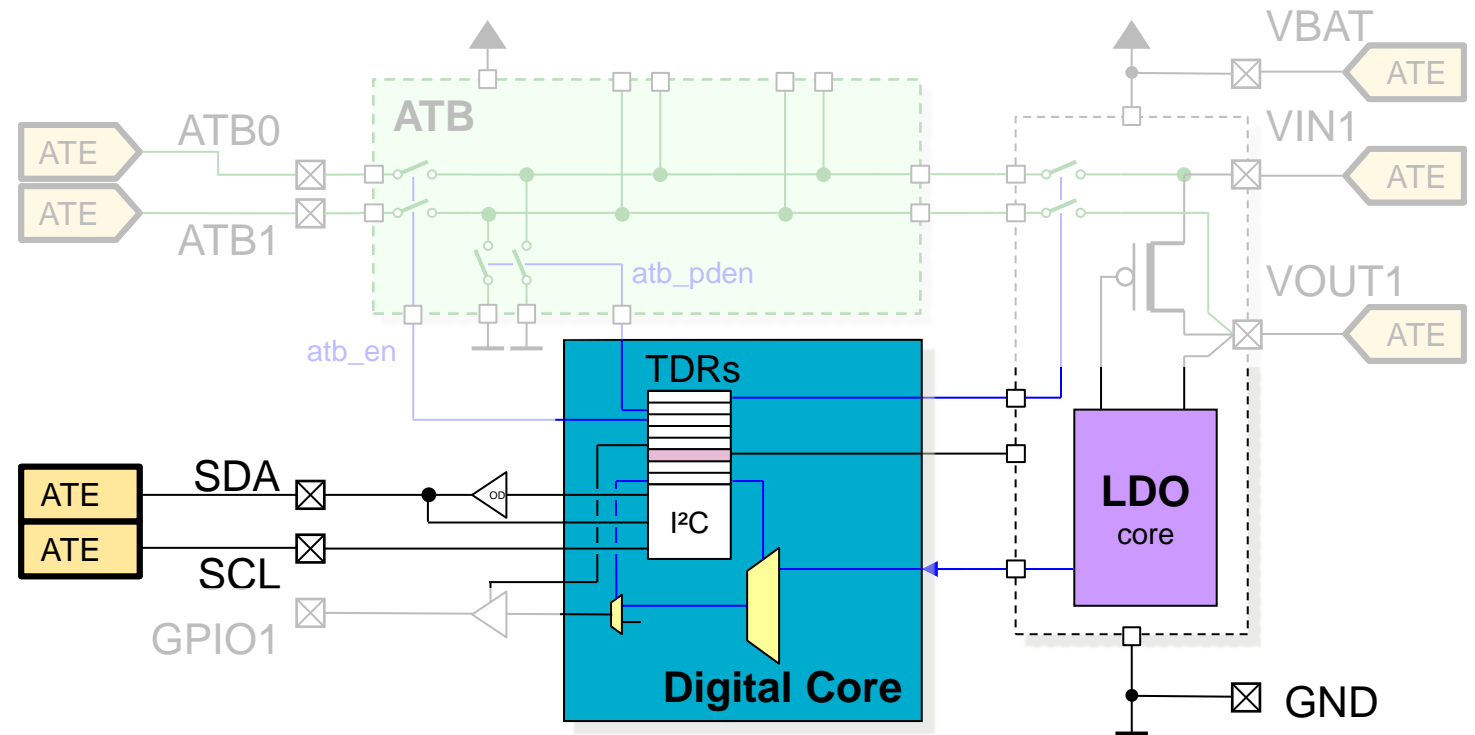 VBAT
ATE
ATB
ATB0
VIN1
ATE
ATE
ATE
ATB1
atb_pden
VOUT1
ATE
atb_en
TDRs
SDA
ATE
OD
LDO
core
I²C
ATE
SCL
GPIO1
Digital Core
GND